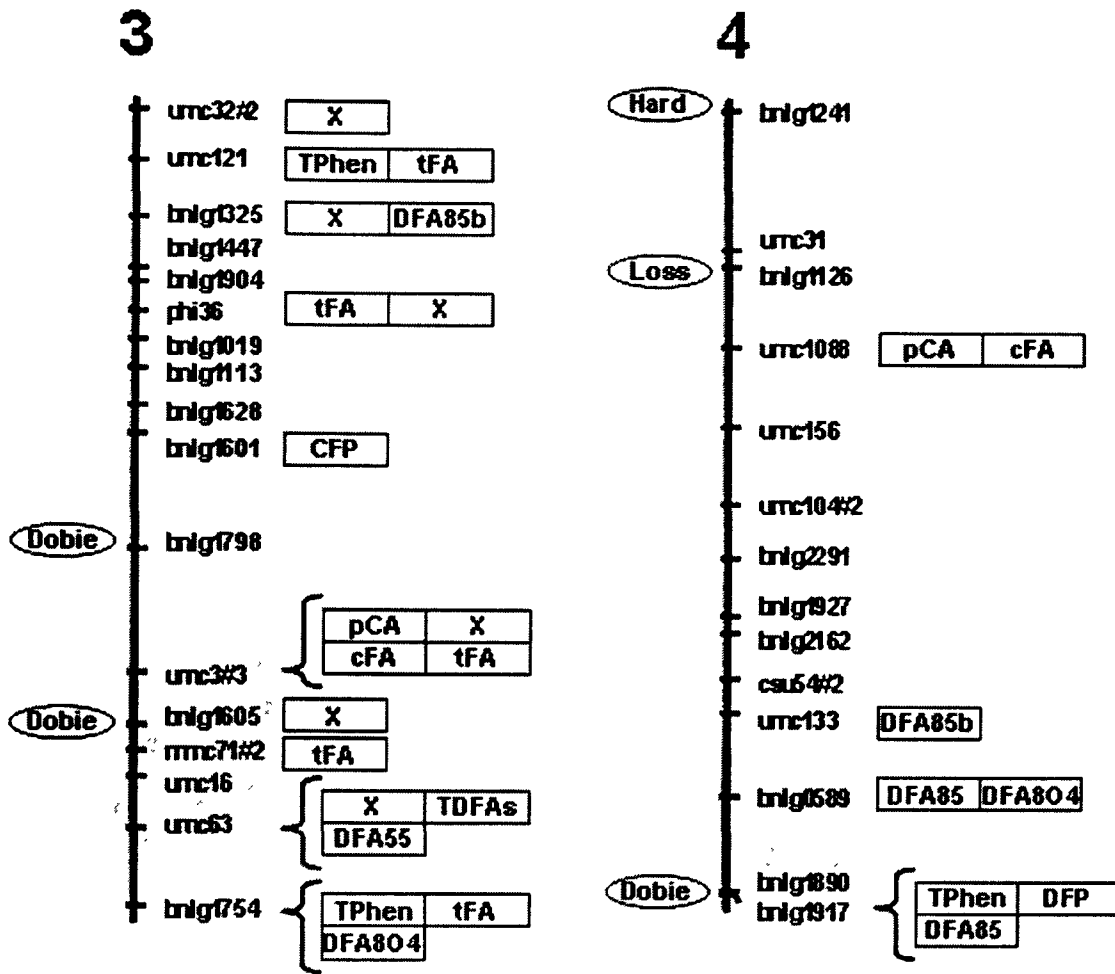 3
umc32#2 X
umc121 TPhen tFA
bnlg1325 X DFA85b
bnlg1447
bnlg1904
phi36 tFA X
bnlg1019
bnlg1113
bnlg1628
bnlg1601 CFP
Dobie bnlg1798
pCA X
cFA tFA
umc3#3
Dobie bnlg1605 X
mmc71#2 tFA
umc16
X TDFAs
umc63
DFA55
bnlg1754
TPhen tFA
DFA8O4
4
Hard bnlg1241
umc31
Loss bnlg1126
umc1088 pCA cFA
umc156
umc104#2
bnlg2291
bnlg1927
bnlg2162
csu54#2
umc133 DFA85b
bnlg0589 DFA85 DFA8O4
Dobie bnlg1890
bnlg1917
TPhen DFP
DFA85